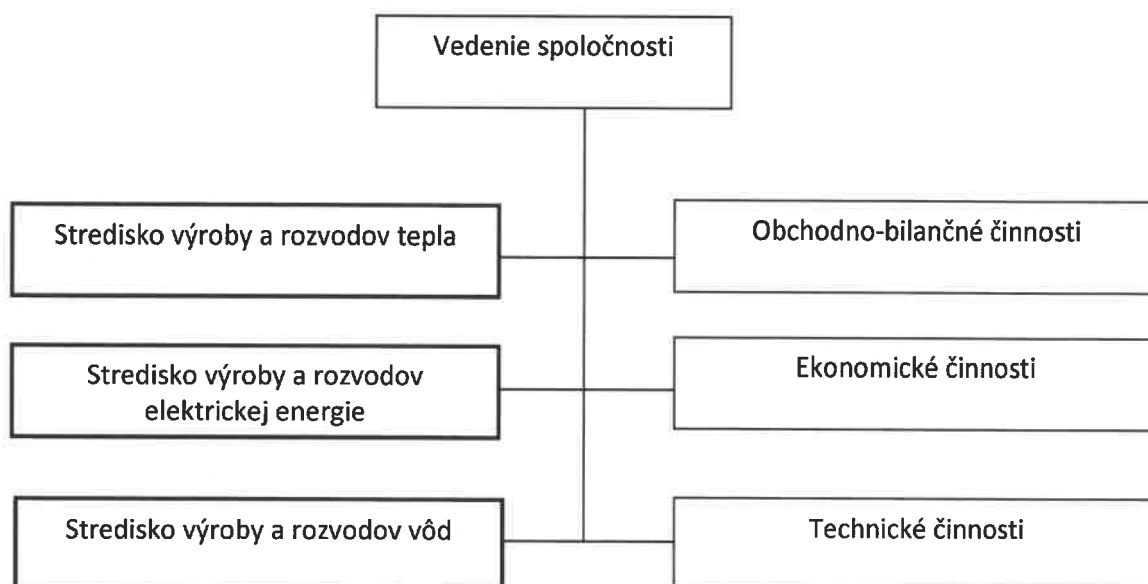 Vedenie spoločnosti
Stredisko výroby a rozvodov tepla
Obchodno-bilančné činnosti
Stredisko výroby a rozvodov
elektrickej energie
Ekonomické činnosti
Stredisko výroby a rozvodov vôd
Technické činnosti